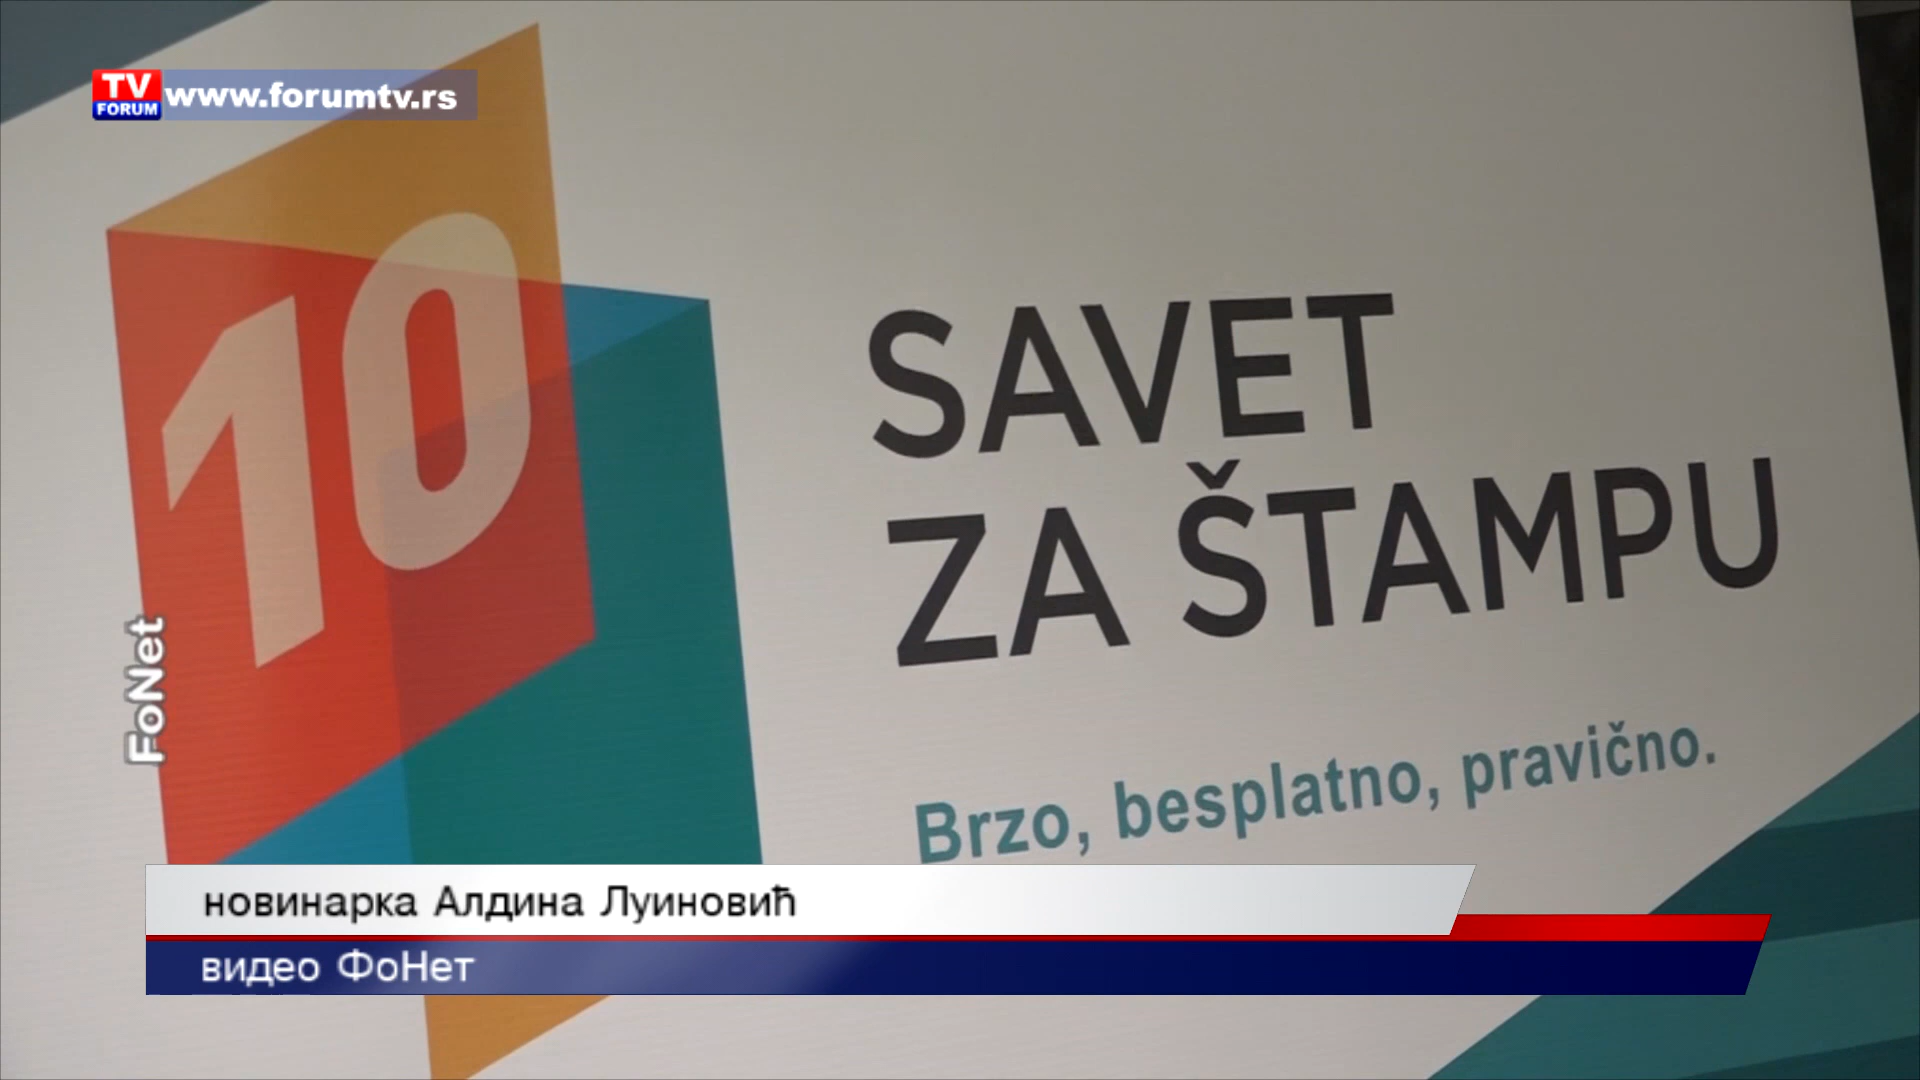 TV
FORUM
www.forumtv.rs
10
SAVET
ZA ŠTAMPU
Brzo, besplatno, pravično.
FoNet
новинарка Алдина Луиновић
видео ФоНет